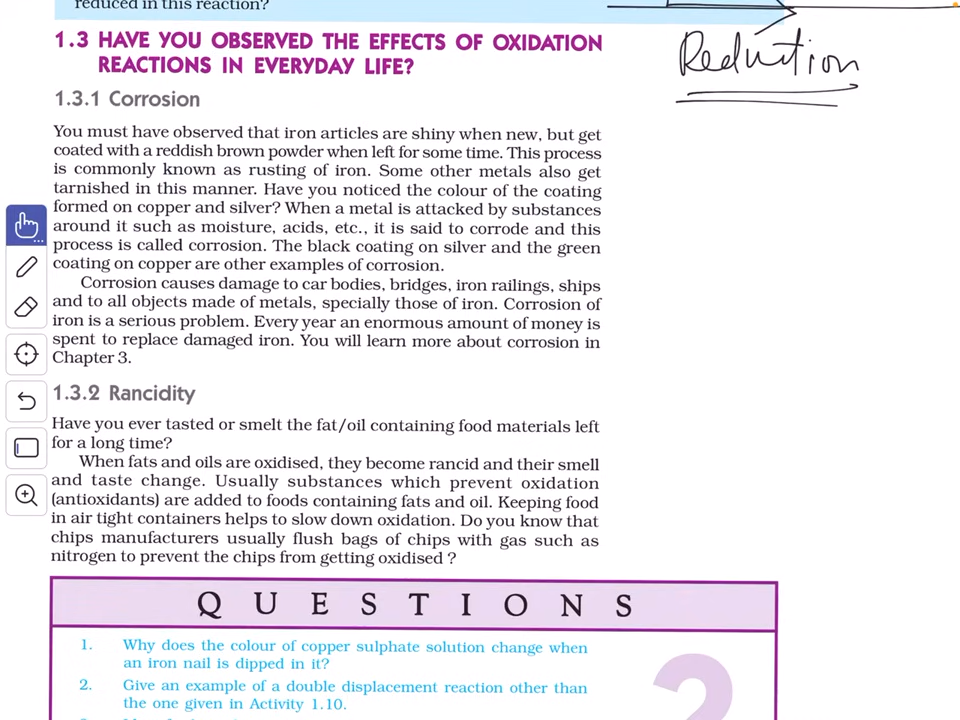 reduced in this reaction?
Reduction
1.3 HAVE YOU OBSERVED THE EFFECTS OF OXIDATION
REACTIONS IN EVERYDAY LIFE?
1.3.1 Corrosion
You must have observed that iron articles are shiny when new, but get
coated with a reddish brown powder when left for some time. This process
is commonly known as rusting of iron. Some other metals also get
tarnished in this manner. Have you noticed the colour of the coating
formed on copper and silver? When a metal is attacked by substances
around it such as moisture, acids, etc., it is said to corrode and this
process is called corrosion. The black coating on silver and the green
coating on copper are other examples of corrosion.
Corrosion causes damage to car bodies, bridges, iron railings, ships
and to all objects made of metals, specially those of iron. Corrosion of
iron is a serious problem. Every year an enormous amount of money is
spent to replace damaged iron. You will learn more about corrosion in
Chapter 3.
1.3.2 Rancidity
Have you ever tasted or smelt the fat/oil containing food materials left
for a long time?
When fats and oils are oxidised, they become rancid and their smell
and taste change. Usually substances which prevent oxidation
(antioxidants) are added to foods containing fats and oil. Keeping food
in air tight containers helps to slow down oxidation. Do you know that
chips manufacturers usually flush bags of chips with gas such as
nitrogen to prevent the chips from getting oxidised ?
QUESTIONS
1. Why does the colour of copper sulphate solution change when
an iron nail is dipped in it?
2. Give an example of a double displacement reaction other than
the one given in Activity 1.10.